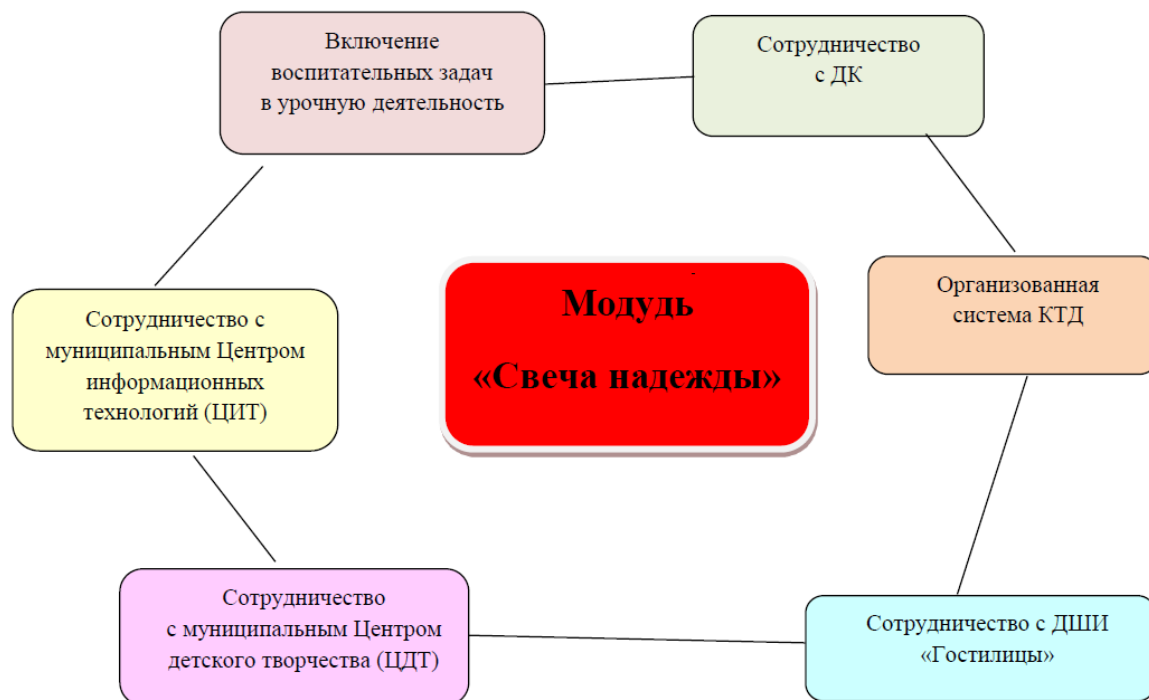 Включение
воспитательных задач
в урочную деятельность
Сотрудничество
с ДК
Организованная
система КТД
Модудь
«Свеча надежды»
Сотрудничество с
муниципальным Центром
информационных
технологий (ЦИТ)
Сотрудничество
с муниципальным Центром
детского творчества (ЦДТ)
Сотрудничество с ДШИ
«Гостилицы»